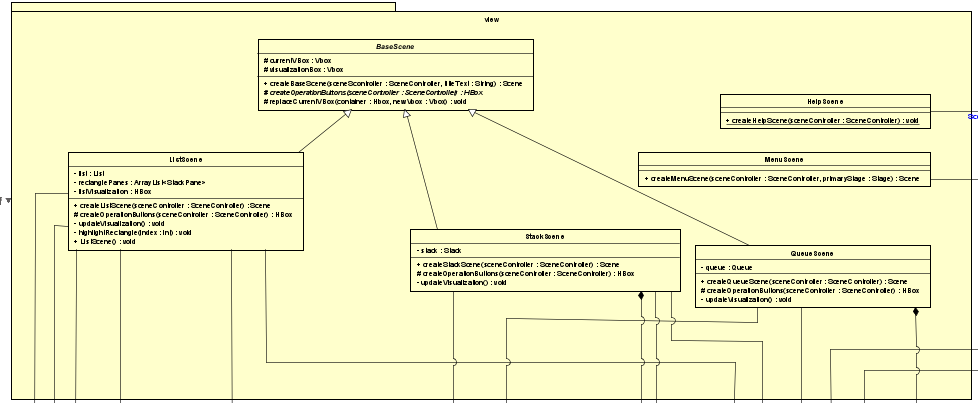 view
BaseScene
# currentVBox : Vbox
# visualizationBox : Vbox
+ createBaseScene(sceneScontroller : SceneController, titleText : String) : Scene
# createOperationButtons(sceneController : SceneController) : HBox
# replaceCurrentVBox(container : Hbox, newVbox : Vbox) : void
HelpScene
+ createHelpScene(sceneController : SceneController) : void
MenuScene
+ createMenuScene(sceneController : SceneController, primaryStage : Stage) : Scene
ListScene
- list : List
- rectanglePanes : ArrayList<StackPane>
- listVisualization : HBox
+ createListScene(sceneController : SceneController) : Scene
# createOperationButtons(sceneController : SceneController) : HBox
- updateVisualization() : void
- highlightRectangle(index : int) : void
+ ListScene() : void
StackScene
- stack : Stack
+ createStackScene(sceneController : SceneController) : Scene
# createOperationButtons(sceneController : SceneController) : HBox
- updateVisualization() : void
QueueScene
- queue : Queue
+ createQueueScene(sceneController : SceneController) : Scene
# createOperationButtons(sceneController : SceneController) : HBox
- updateVisualization() : void